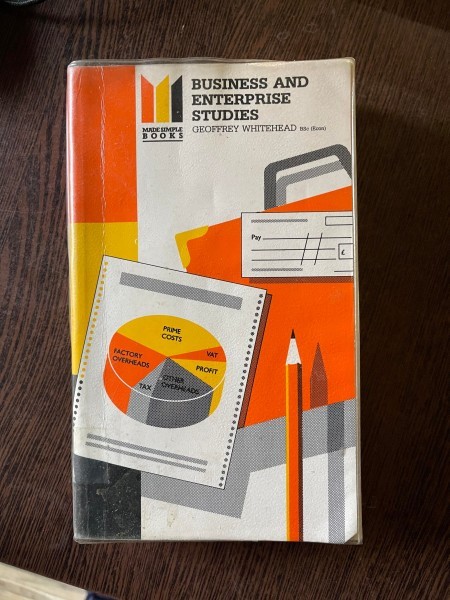 BUSINESS AND
ENTERPRISE
STUDIES
GEOFFREY WHITEHEAD BSc (Econ)
MADE SIMPLE
BOOKS
Pay
£
PRIME
COSTS
VAT
FACTORY
OVERHEADS
PROFIT
OTHER
OVERHEADS
TAX